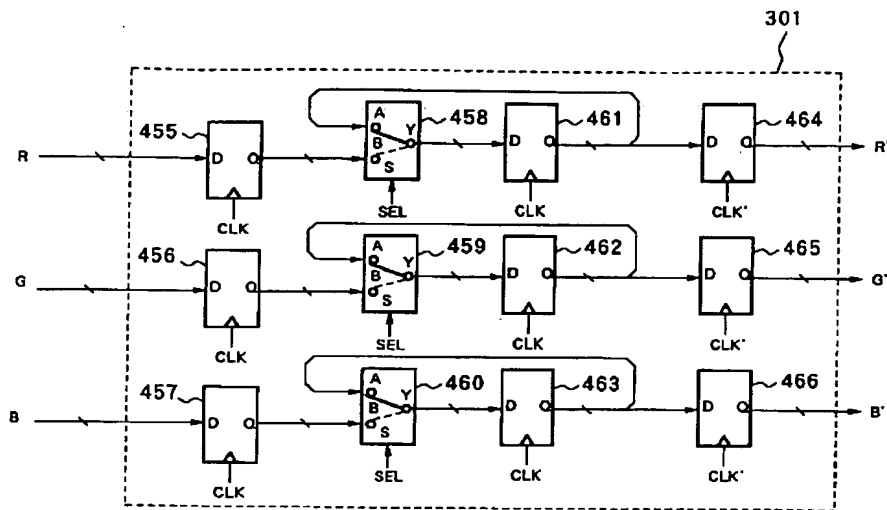 301
455
A
Y
458
461
464
R
D
Q
B
S
D
Q
D
Q
R'
CLK
SEL
CLK
CLK'
456
A
Y
459
462
465
G
D
Q
B
S
D
Q
D
Q
G'
CLK
SEL
CLK
CLK'
457
A
Y
460
463
466
B
D
Q
B
S
D
Q
D
Q
B'
CLK
SEL
CLK
CLK'